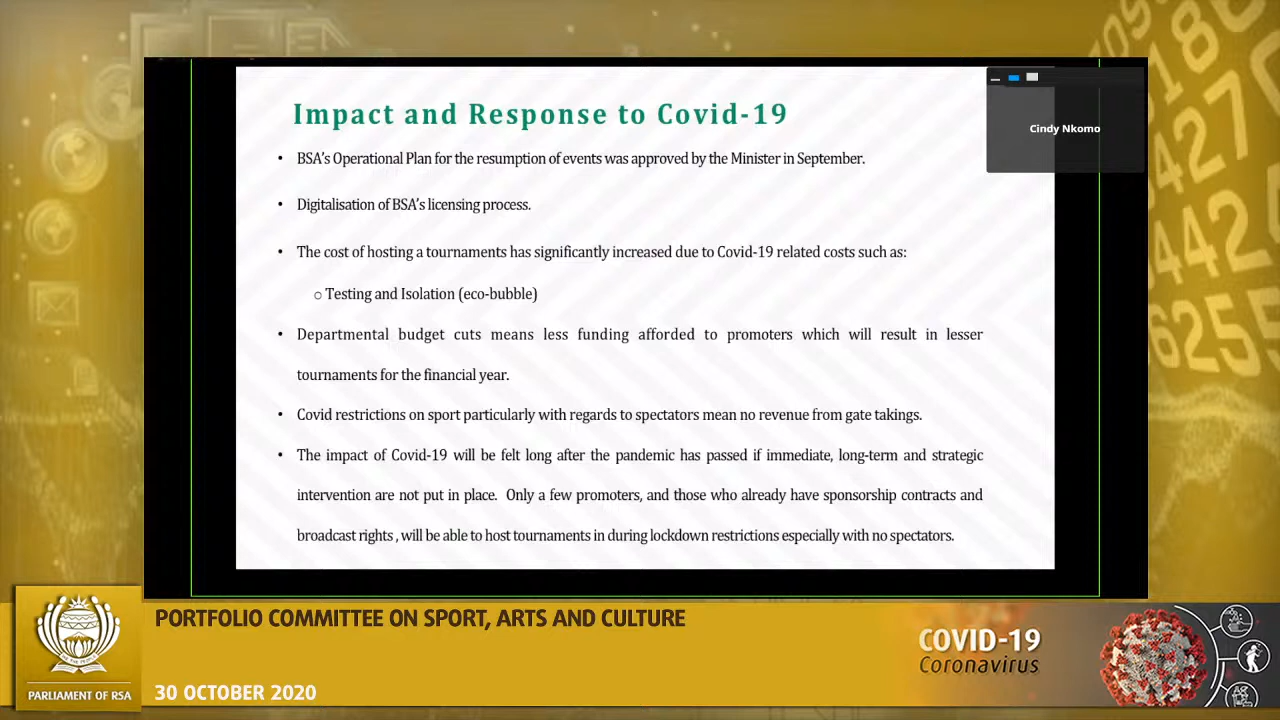 Impact and Response to Covid-19
Cindy Nkomo
• BSA's Operational Plan for the resumption of events was approved by the Minister in September.
• Digitalisation of BSA's licensing process.
• The cost of hosting a tournaments has significantly increased due to Covid-19 related costs such as:
○ Testing and Isolation (eco-bubble)
• Departmental budget cuts means less funding afforded to promoters which will result in lesser
tournaments for the financial year.
• Covid restrictions on sport particularly with regards to spectators mean no revenue from gate takings.
• The impact of Covid-19 will be felt long after the pandemic has passed if immediate, long-term and strategic
intervention are not put in place. Only a few promoters, and those who already have sponsorship contracts and
broadcast rights , will be able to host tournaments in during lockdown restrictions especially with no spectators.
PORTFOLIO COMMITTEE ON SPORT, ARTS AND CULTURE
COVID-19
Coronavirus
PARLIAMENT OF RSA
30 OCTOBER 2020